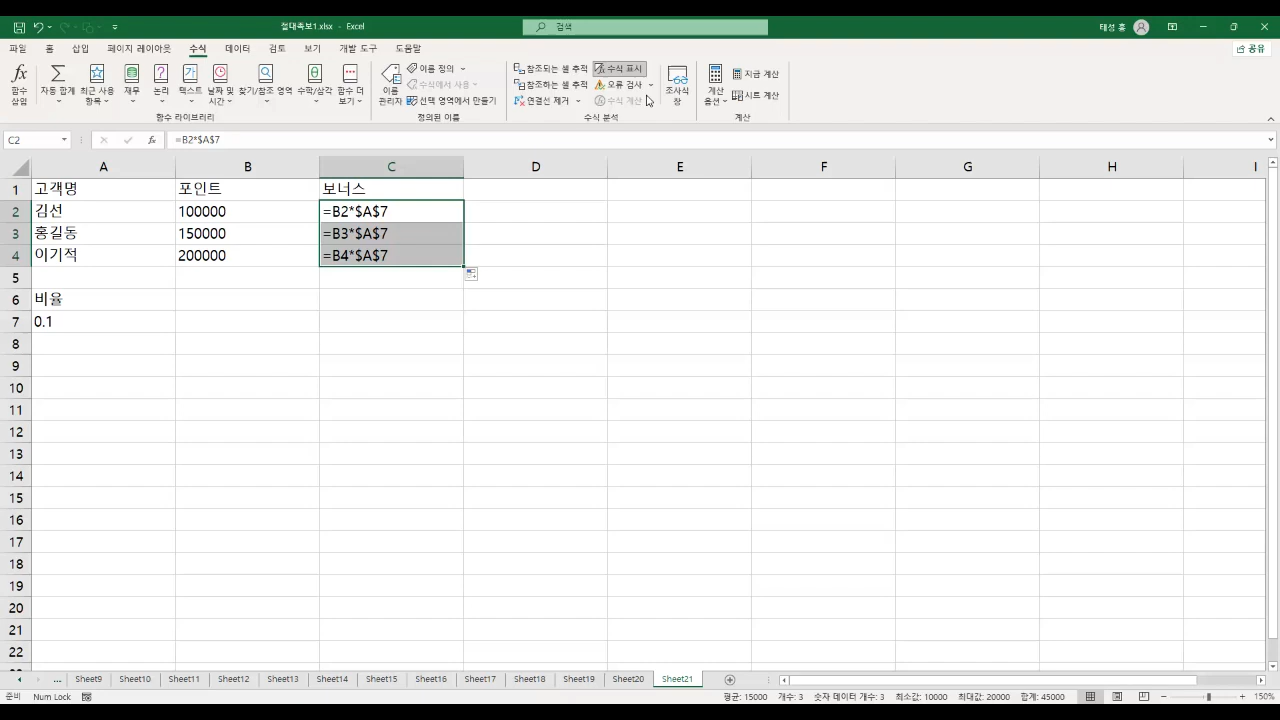 절대족보1.xlsx - Excel
검색
태성 홍
파일 홈 삽입 페이지 레이아웃 수식 데이터 검토 보기 개발 도구 도움말
공유
함수 삽입
자동 합계
최근 사용 항목
재무
논리
텍스트
날짜 및 시간
찾기/참조 영역
수학/삼각
함수 더 보기
함수 라이브러리
이름 관리자
이름 정의
수식에서 사용
선택 영역에서 만들기
정의된 이름
참조되는 셀 추적
참조하는 셀 추적
연결선 제거
수식 표시
오류 검사
수식 계산
수식 분석
조사식 창
계산 옵션
지금 계산
시트 계산
계산
C2 fx =B2*$A$7
A B C D E F G H I
1 고객명 포인트 보너스
2 김선 100000 =B2*$A$7
3 홍길동 150000 =B3*$A$7
4 이기적 200000 =B4*$A$7
5
6 비율
7 0.1
8
9
10
11
12
13
14
15
16
17
18
19
20
21
22
... Sheet9 Sheet10 Sheet11 Sheet12 Sheet13 Sheet14 Sheet15 Sheet16 Sheet17 Sheet18 Sheet19 Sheet20 Sheet21
준비 Num Lock 평균: 15000 개수: 3 숫자 데이터 개수: 3 최소값: 10000 최대값: 20000 합계: 45000 150%